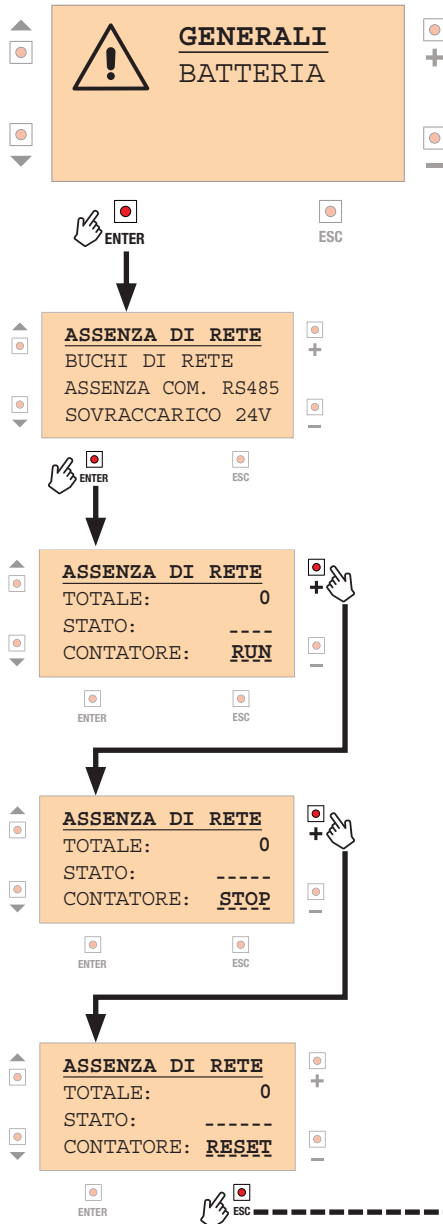 GENERALI
BATTERIA
+
−
ENTER
ESC
ASSENZA DI RETE
BUCHI DI RETE
ASSENZA COM. RS485
SOVRACCARICO 24V
+
−
ENTER
ESC
ASSENZA DI RETE
TOTALE: 0
STATO: ----
CONTATORE: RUN
+
−
ENTER
ESC
ASSENZA DI RETE
TOTALE: 0
STATO: -----
CONTATORE: STOP
+
−
ENTER
ESC
ASSENZA DI RETE
TOTALE: 0
STATO: ------
CONTATORE: RESET
+
−
ENTER
ESC